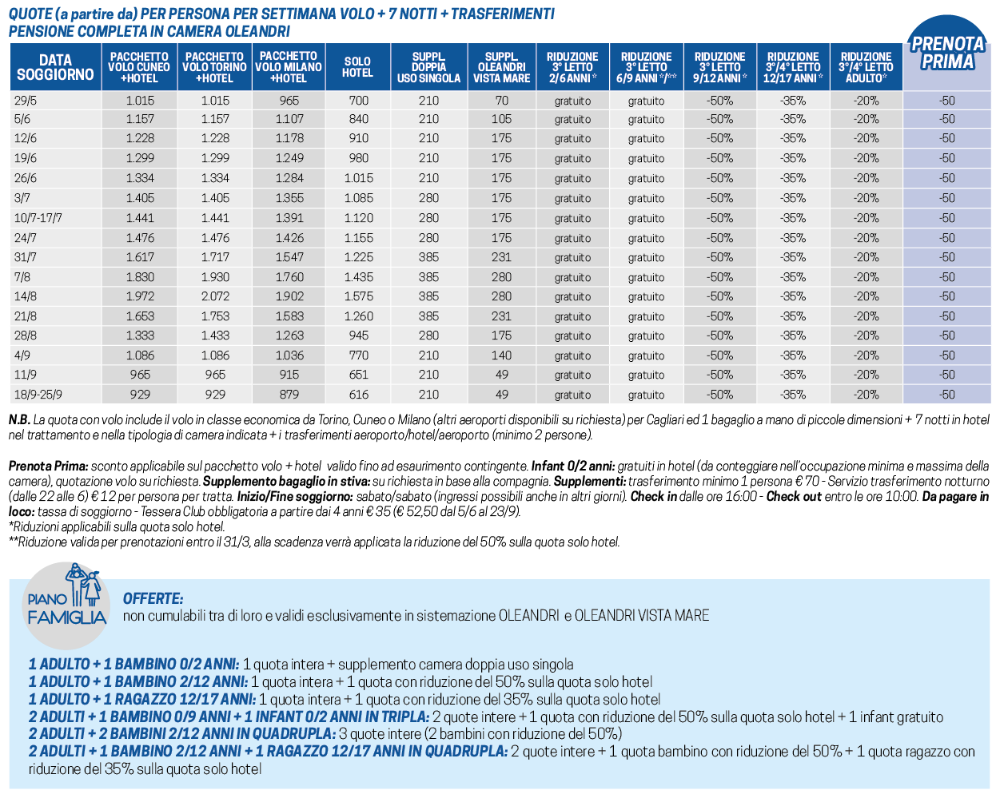 QUOTE (a partire da) PER PERSONA PER SETTIMANA VOLO + 7 NOTTI + TRASFERIMENTI
PENSIONE COMPLETA IN CAMERA OLEANDRI
DATA SOGGIORNO PACCHETTO VOLO CUNEO +HOTEL PACCHETTO VOLO TORINO +HOTEL PACCHETTO VOLO MILANO +HOTEL SOLO HOTEL SUPPL. DOPPIA USO SINGOLA SUPPL. OLEANDRI VISTA MARE RIDUZIONE 3° LETTO 2/6 ANNI * RIDUZIONE 3° LETTO 6/9 ANNI */** RIDUZIONE 3° LETTO 9/12 ANNI * RIDUZIONE 3°/4° LETTO 12/17 ANNI * RIDUZIONE 3°/4° LETTO ADULTO* PRENOTA PRIMA
29/5 1.015 1.015 965 700 210 70 gratuito gratuito -50% -35% -20% -50
5/6 1.157 1.157 1.107 840 210 105 gratuito gratuito -50% -35% -20% -50
12/6 1.228 1.228 1.178 910 210 175 gratuito gratuito -50% -35% -20% -50
19/6 1.299 1.299 1.249 980 210 175 gratuito gratuito -50% -35% -20% -50
26/6 1.334 1.334 1.284 1.015 210 175 gratuito gratuito -50% -35% -20% -50
3/7 1.405 1.405 1.355 1.085 280 175 gratuito gratuito -50% -35% -20% -50
10/7-17/7 1.441 1.441 1.391 1.120 280 175 gratuito gratuito -50% -35% -20% -50
24/7 1.476 1.476 1.426 1.155 280 175 gratuito gratuito -50% -35% -20% -50
31/7 1.617 1.717 1.547 1.225 385 231 gratuito gratuito -50% -35% -20% -50
7/8 1.830 1.930 1.760 1.435 385 280 gratuito gratuito -50% -35% -20% -50
14/8 1.972 2.072 1.902 1.575 385 280 gratuito gratuito -50% -35% -20% -50
21/8 1.653 1.753 1.583 1.260 385 231 gratuito gratuito -50% -35% -20% -50
28/8 1.333 1.433 1.263 945 280 175 gratuito gratuito -50% -35% -20% -50
4/9 1.086 1.086 1.036 770 210 140 gratuito gratuito -50% -35% -20% -50
11/9 965 965 915 651 210 49 gratuito gratuito -50% -35% -20% -50
18/9-25/9 929 929 879 616 210 49 gratuito gratuito -50% -35% -20% -50
N.B. La quota con volo include il volo in classe economica da Torino, Cuneo o Milano (altri aeroporti disponibili su richiesta) per Cagliari ed 1 bagaglio a mano di piccole dimensioni + 7 notti in hotel
nel trattamento e nella tipologia di camera indicata + i trasferimenti aeroporto/hotel/aeroporto (minimo 2 persone).
Prenota Prima: sconto applicabile sul pacchetto volo + hotel valido fino ad esaurimento contingente. Infant 0/2 anni: gratuiti in hotel (da conteggiare nell'occupazione minima e massima della
camera), quotazione volo su richiesta. Supplemento bagaglio in stiva: su richiesta in base alla compagnia. Supplementi: trasferimento minimo 1 persona € 70 - Servizio trasferimento notturno
(dalle 22 alle 6) € 12 per persona per tratta. Inizio/Fine soggiorno: sabato/sabato (ingressi possibili anche in altri giorni). Check in dalle ore 16:00 - Check out entro le ore 10:00. Da pagare in
loco: tassa di soggiorno - Tessera Club obbligatoria a partire dai 4 anni € 35 (€ 52,50 dal 5/6 al 23/9).
*Riduzioni applicabili sulla quota solo hotel.
**Riduzione valida per prenotazioni entro il 31/3, alla scadenza verrà applicata la riduzione del 50% sulla quota solo hotel.
PIANO FAMIGLIA
OFFERTE:
non cumulabili tra di loro e validi esclusivamente in sistemazione OLEANDRI e OLEANDRI VISTA MARE
1 ADULTO + 1 BAMBINO 0/2 ANNI: 1 quota intera + supplemento camera doppia uso singola
1 ADULTO + 1 BAMBINO 2/12 ANNI: 1 quota intera + 1 quota con riduzione del 50% sulla quota solo hotel
1 ADULTO + 1 RAGAZZO 12/17 ANNI: 1 quota intera + 1 quota con riduzione del 35% sulla quota solo hotel
2 ADULTI + 1 BAMBINO 0/9 ANNI + 1 INFANT 0/2 ANNI IN TRIPLA: 2 quote intere + 1 quota con riduzione del 50% sulla quota solo hotel + 1 infant gratuito
2 ADULTI + 2 BAMBINI 2/12 ANNI IN QUADRUPLA: 3 quote intere (2 bambini con riduzione del 50%)
2 ADULTI + 1 BAMBINO 2/12 ANNI + 1 RAGAZZO 12/17 ANNI IN QUADRUPLA: 2 quote intere + 1 quota bambino con riduzione del 50% + 1 quota ragazzo con
riduzione del 35% sulla quota solo hotel